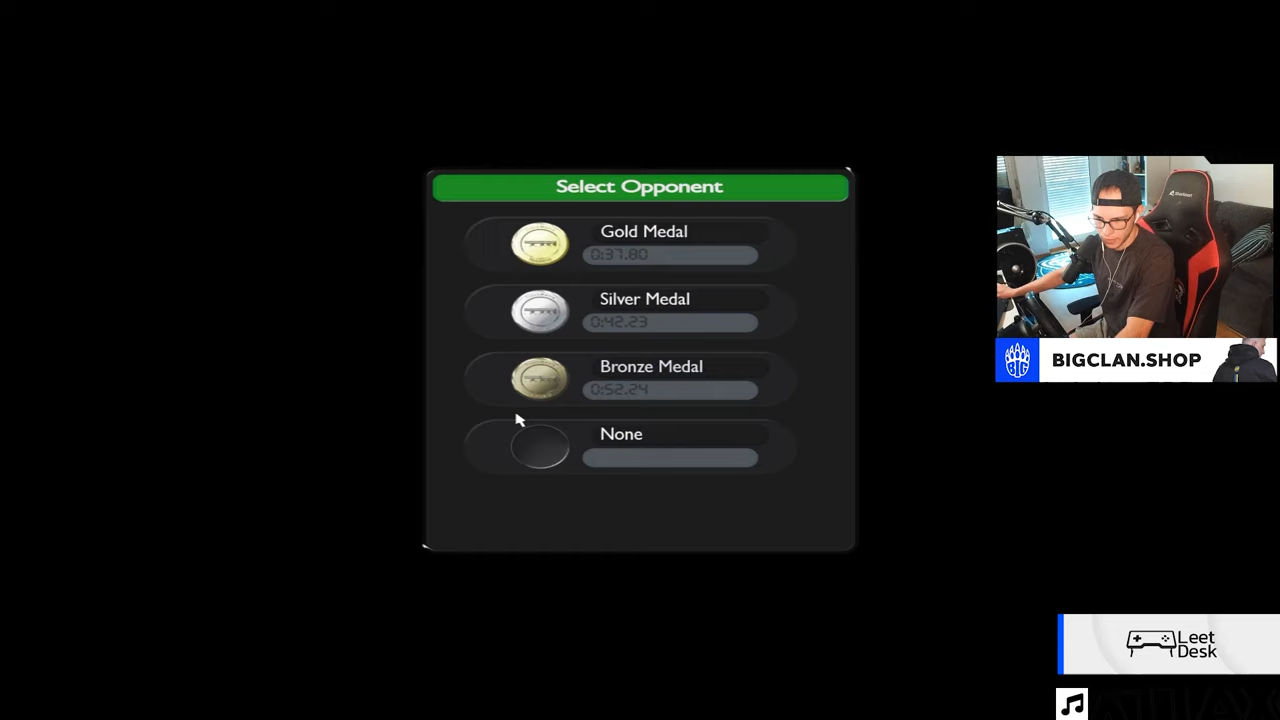 Select Opponent
Gold Medal
0:37.80
Silver Medal
0:42.23
Bronze Medal
0:52.24
None
BIGCLAN.SHOP
Leet
Desk